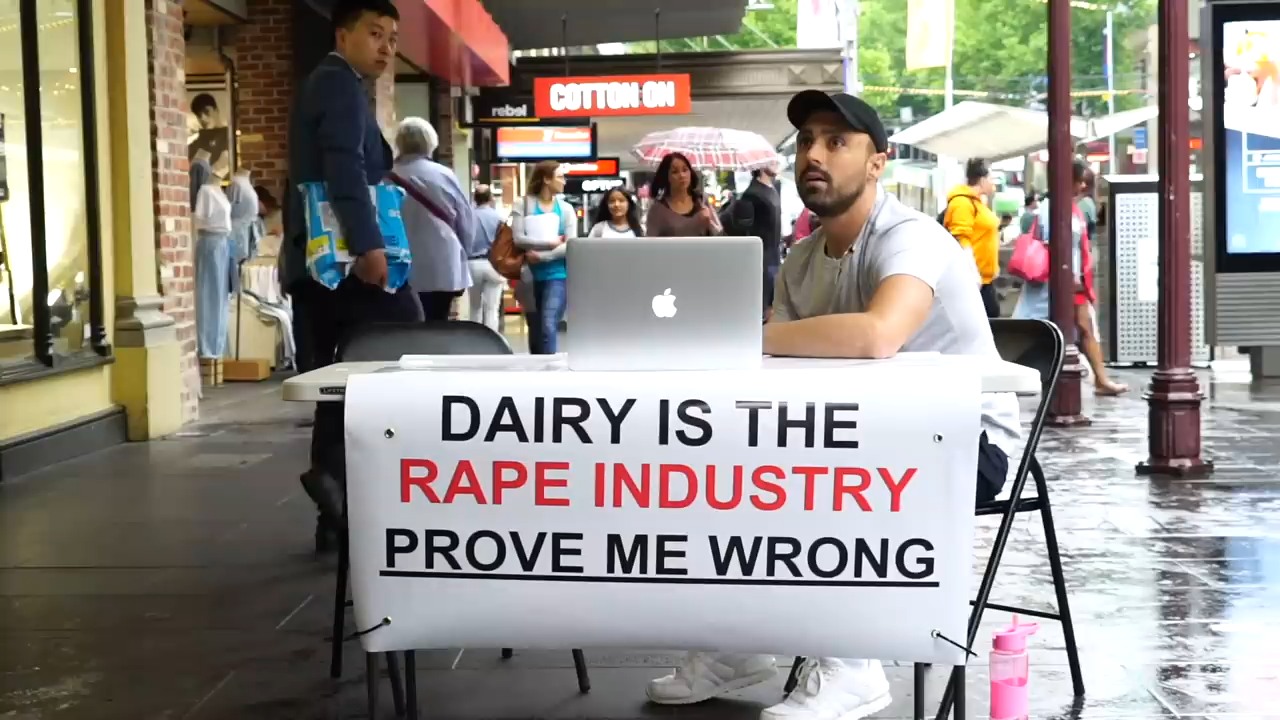 COTTON:ON
rebel
DAIRY IS THE
RAPE INDUSTRY
PROVE ME WRONG